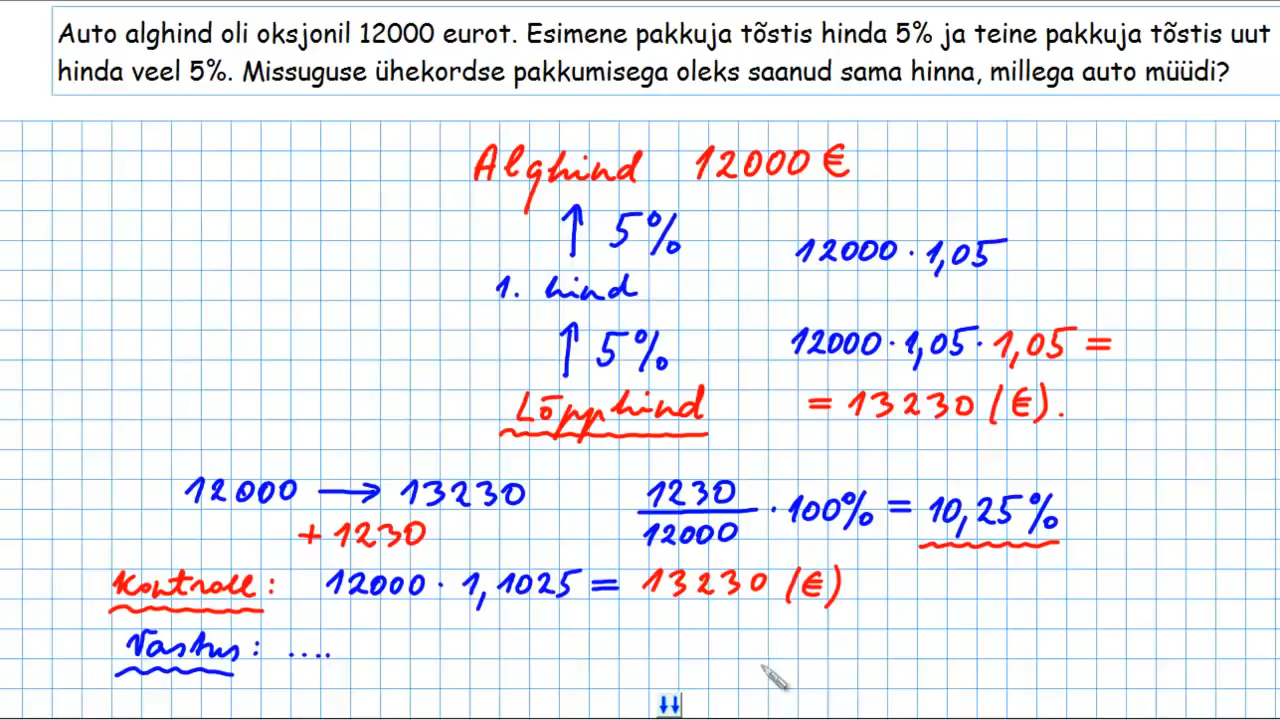 Auto alghind oli oksjonil 12000 eurot. Esimene pakkuja tõstis hinda 5% ja teine pakkuja tõstis uut
hinda veel 5%. Missuguse ühekordse pakkumisega oleks saanud sama hinna, millega auto müüdi?
Alghind 12000 €
↑ 5%
12000 · 1,05
1. hind
↑ 5%
12000 · 1,05 · 1,05 =
Lõpphind
= 13230 (€).
12000 → 13230
+ 1230
1230
12000
· 100% = 10,25%
Kontroll: 12000 · 1,1025 = 13230 (€)
Vastus: ....